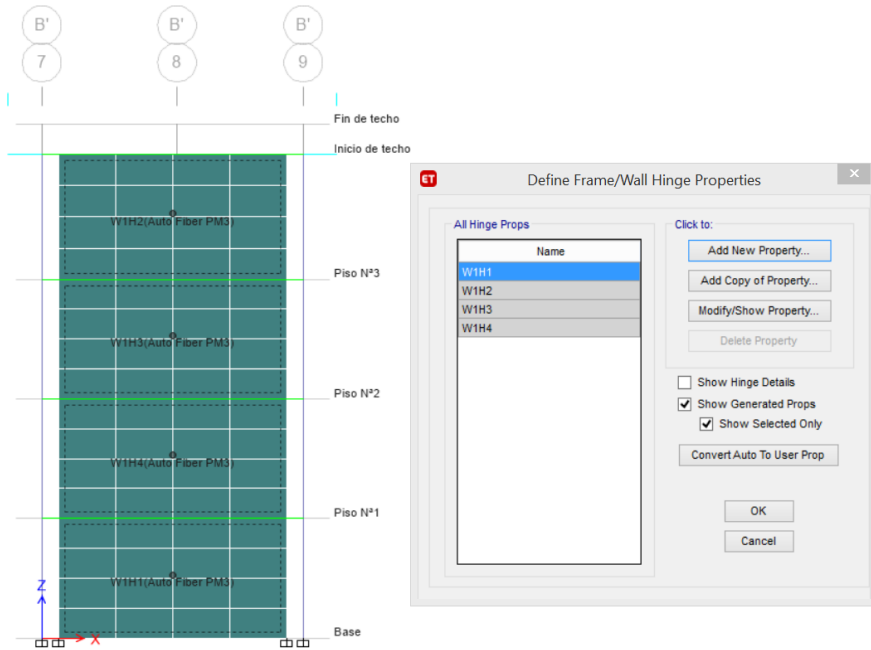 B' B' B'
7 8 9
Fin de techo
Inicio de techo
W1H2(Auto Fiber PM3)
Piso Nª3
W1H3(Auto Fiber PM3)
Piso Nª2
W1H4(Auto Fiber PM3)
Piso Nª1
W1H1(Auto Fiber PM3)
Z
X
Base
ET
Define Frame/Wall Hinge Properties
All Hinge Props
Name
W1H1
W1H2
W1H3
W1H4
Click to:
Add New Property...
Add Copy of Property...
Modify/Show Property...
Delete Property
Show Hinge Details
Show Generated Props
Show Selected Only
Convert Auto To User Prop
OK
Cancel